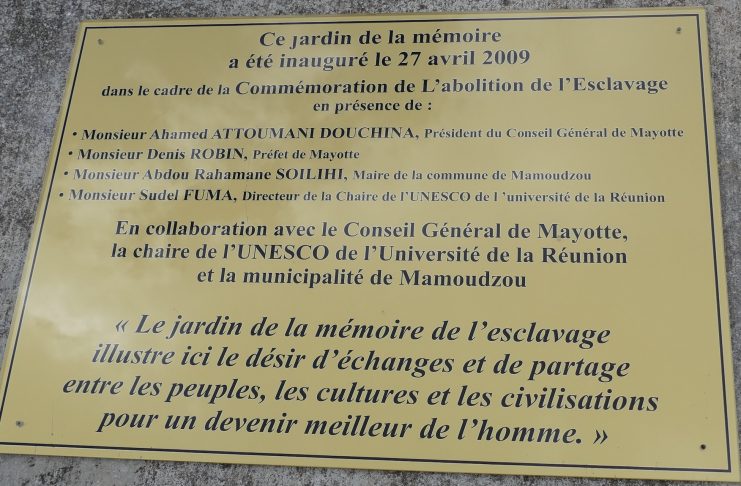 Ce jardin de la mémoire
a été inauguré le 27 avril 2009
dans le cadre de la Commémoration de L'abolition de l'Esclavage
en présence de :
• Monsieur Ahamed ATTOUMANI DOUCHINA, Président du Conseil Général de Mayotte
• Monsieur Denis ROBIN, Préfet de Mayotte
• Monsieur Abdou Rahamane SOILIHI, Maire de la commune de Mamoudzou
• Monsieur Sudel FUMA, Directeur de la Chaire de l'UNESCO de l 'université de la Réunion
En collaboration avec le Conseil Général de Mayotte,
la chaire de l'UNESCO de l'Université de la Réunion
et la municipalité de Mamoudzou
« Le jardin de la mémoire de l'esclavage
illustre ici le désir d'échanges et de partage
entre les peuples, les cultures et les civilisations
pour un devenir meilleur de l'homme. »